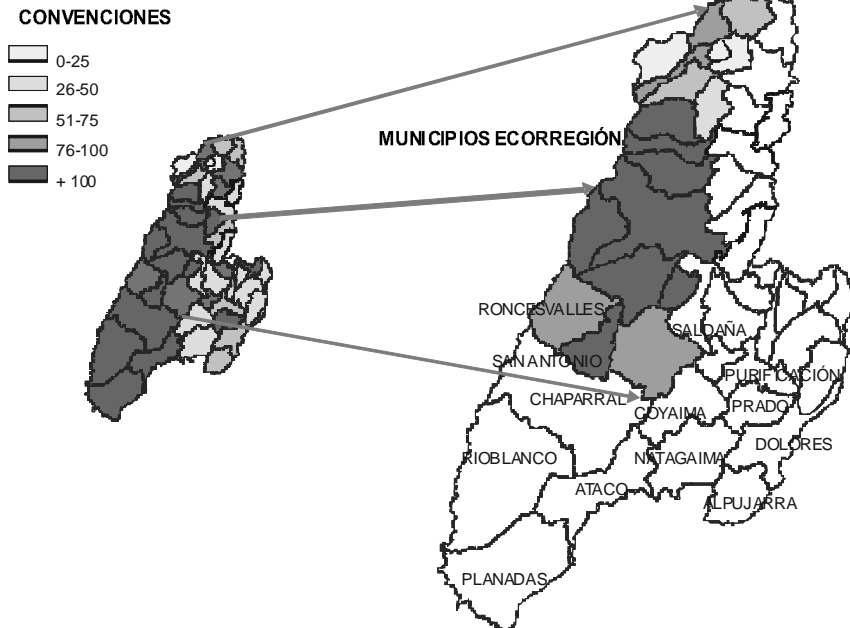 CONVENCIONES
0-25
26-50
51-75
76-100
+ 100
MUNICIPIOS ECORREGIÓN
RONCESVALLES
SALDAÑA
SAN ANTONIO
PURIFICACIÓN
CHAPARRAL
COYAIMA
PRADO
DOLORES
RIOBLANCO
NATAGAIMA
ATACO
ALPUJARRA
PLANADAS